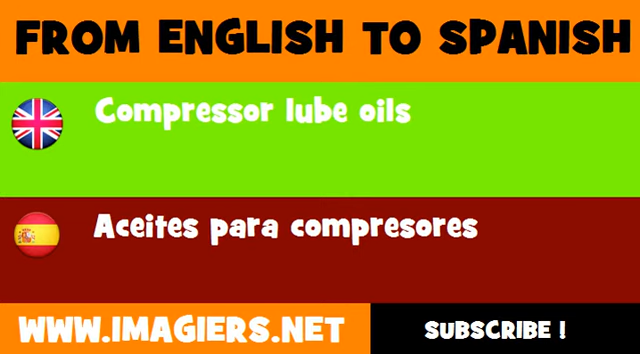 FROM ENGLISH TO SPANISH
Compressor lube oils
Aceites para compresores
WWW.IMAGIERS.NET
SUBSCRIBE !